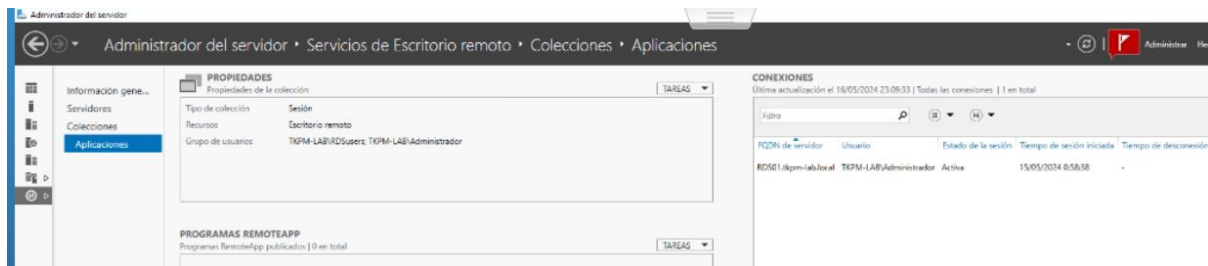 Administrador del servidor
Administrador del servidor ‣ Servicios de Escritorio remoto ‣ Colecciones ‣ Aplicaciones
Administrar
Información gene...
Servidores
Colecciones
Aplicaciones
PROPIEDADES
Propiedades de la colección
TAREAS
Tipo de colección Sesión
Recursos Escritorio remoto
Grupo de usuarios TKPM-LAB\RDSusers; TKPM-LAB\Administrador
PROGRAMAS REMOTEAPP
Programas RemoteApp publicados | 0 en total
TAREAS
CONEXIONES
Última actualización el 16/05/2024 23:09:33 | Todas las conexiones | 1 en total
Filtro
FQDN de servidor Usuario Estado de la sesión Tiempo de sesión iniciada Tiempo de desconexión
RDS01.tkpm-lab.local TKPM-LAB\Administrador Activa 15/05/2024 0:58:38 -